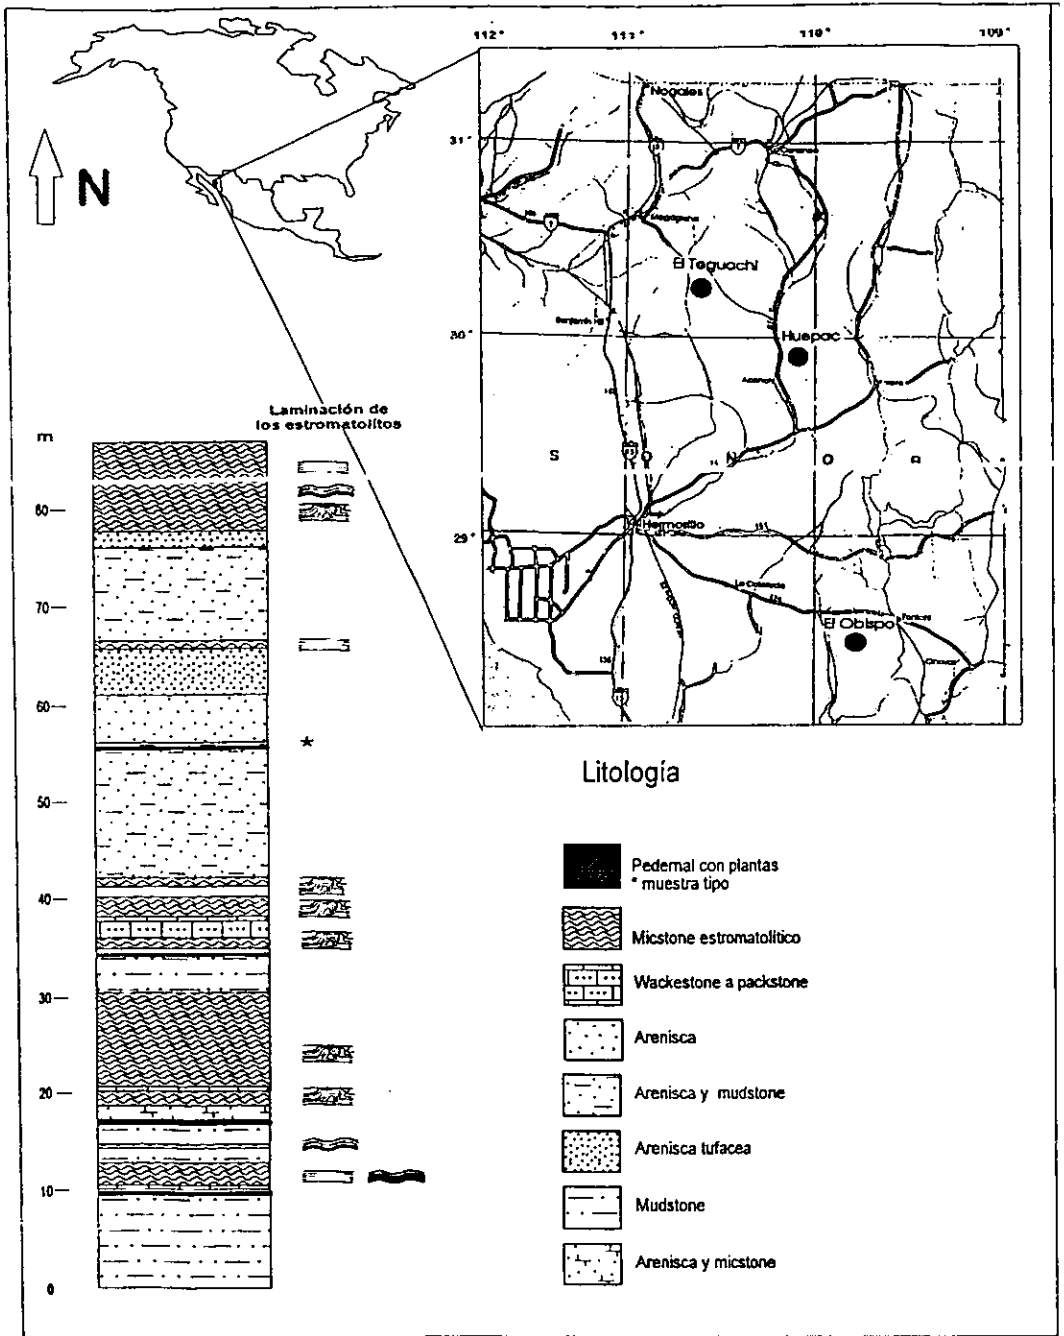 N
112°
111°
110°
109°
Nogales
31°
El Teguachi
30°
Huepac
S
O
N
O
R
29°
Hermosillo
La Colorada
El Obispo
Laminación de
los estromatolitos
m
80
70
60
*
50
40
30
20
10
0
Litología
Pedernal con plantas
* muestra tipo
Micstone estromatolítico
Wackestone a packstone
Arenisca
Arenisca y mudstone
Arenisca tufacea
Mudstone
Arenisca y micstone